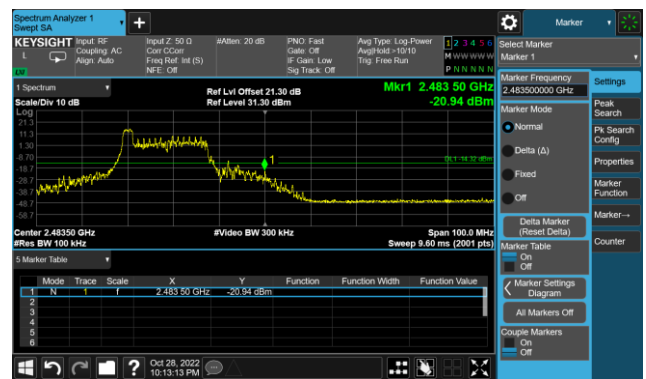 Spectrum Analyzer 1
Swept SA
Marker
KEYSIGHT
L
LXI
Input: RF
Coupling: AC
Align: Auto
Input Z: 50 Ω
Corr CCorr
Freq Ref: Int (S)
NFE: Off
#Atten: 20 dB
PNO: Fast
Gate: Off
IF Gain: Low
Sig Track: Off
Avg Type: Log-Power
Avg|Hold:>10/10
Trig: Free Run
1 2 3 4 5 6
M W W W W W
P N N N N N
Select Marker
Marker 1
1 Spectrum
Scale/Div 10 dB
Log
Ref Lvl Offset 21.30 dB
Ref Level 31.30 dBm
Mkr1 2.483 50 GHz
-20.94 dBm
21.3
11.3
1.30
-8.70
-18.7
-28.7
-38.7
-48.7
-58.7
1
DL1 -14.32 dBm
Center 2.48350 GHz
#Res BW 100 kHz
#Video BW 300 kHz
Span 100.0 MHz
Sweep 9.60 ms (2001 pts)
5 Marker Table
Mode Trace Scale X Y Function Function Width Function Value
1 N 1 f 2.483 50 GHz -20.94 dBm
2
3
4
5
6
Marker Frequency
2.483500000 GHz
Marker Mode
Normal
Delta (Δ)
Fixed
Off
Delta Marker
(Reset Delta)
Marker Table
On
Off
Marker Settings
Diagram
All Markers Off
Couple Markers
On
Off
Settings
Peak
Search
Pk Search
Config
Properties
Marker
Function
Marker→
Counter
?
Oct 28, 2022
10:13:13 PM